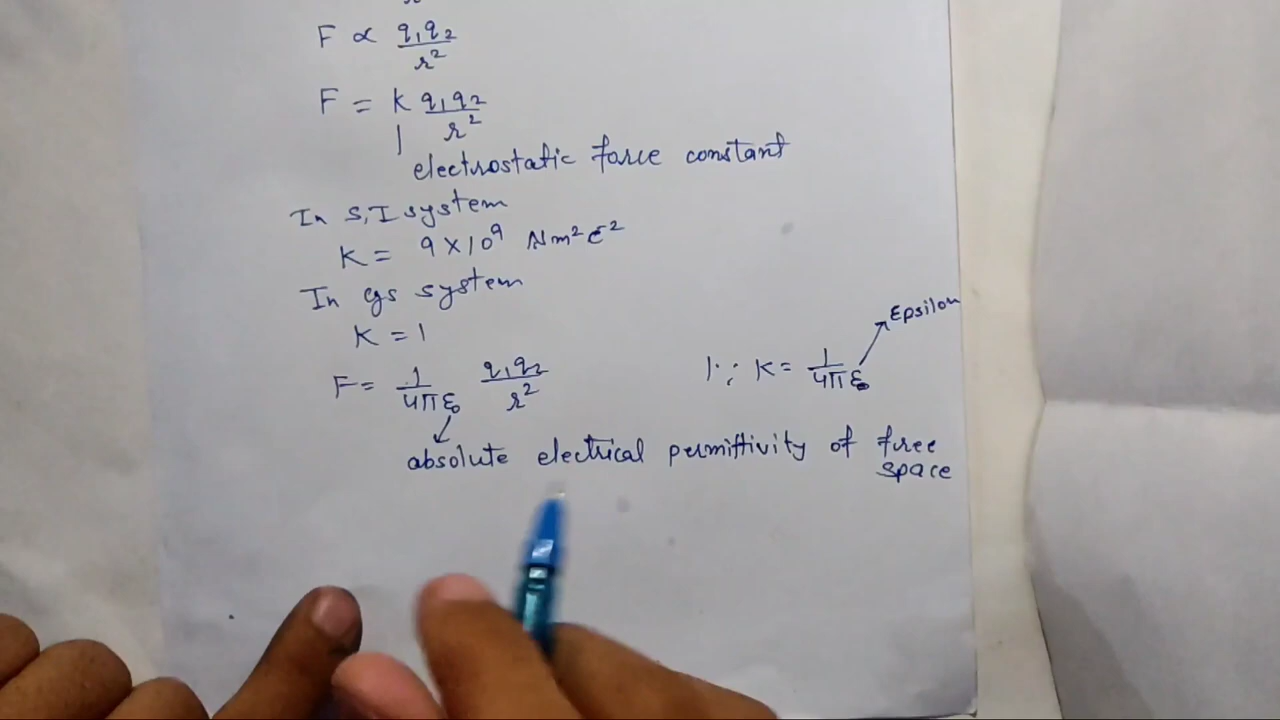 F ∝ q₁q₂/r²
F = K q₁q₂/r²
electrostatic force constant
In S.I system
K = 9×10⁹ Nm²C⁻²
In cgs system
K = 1
Epsilon
F = 1/4πε₀ q₁q₂/r² ∵ K = 1/4πε₀
absolute electrical permittivity of free
space